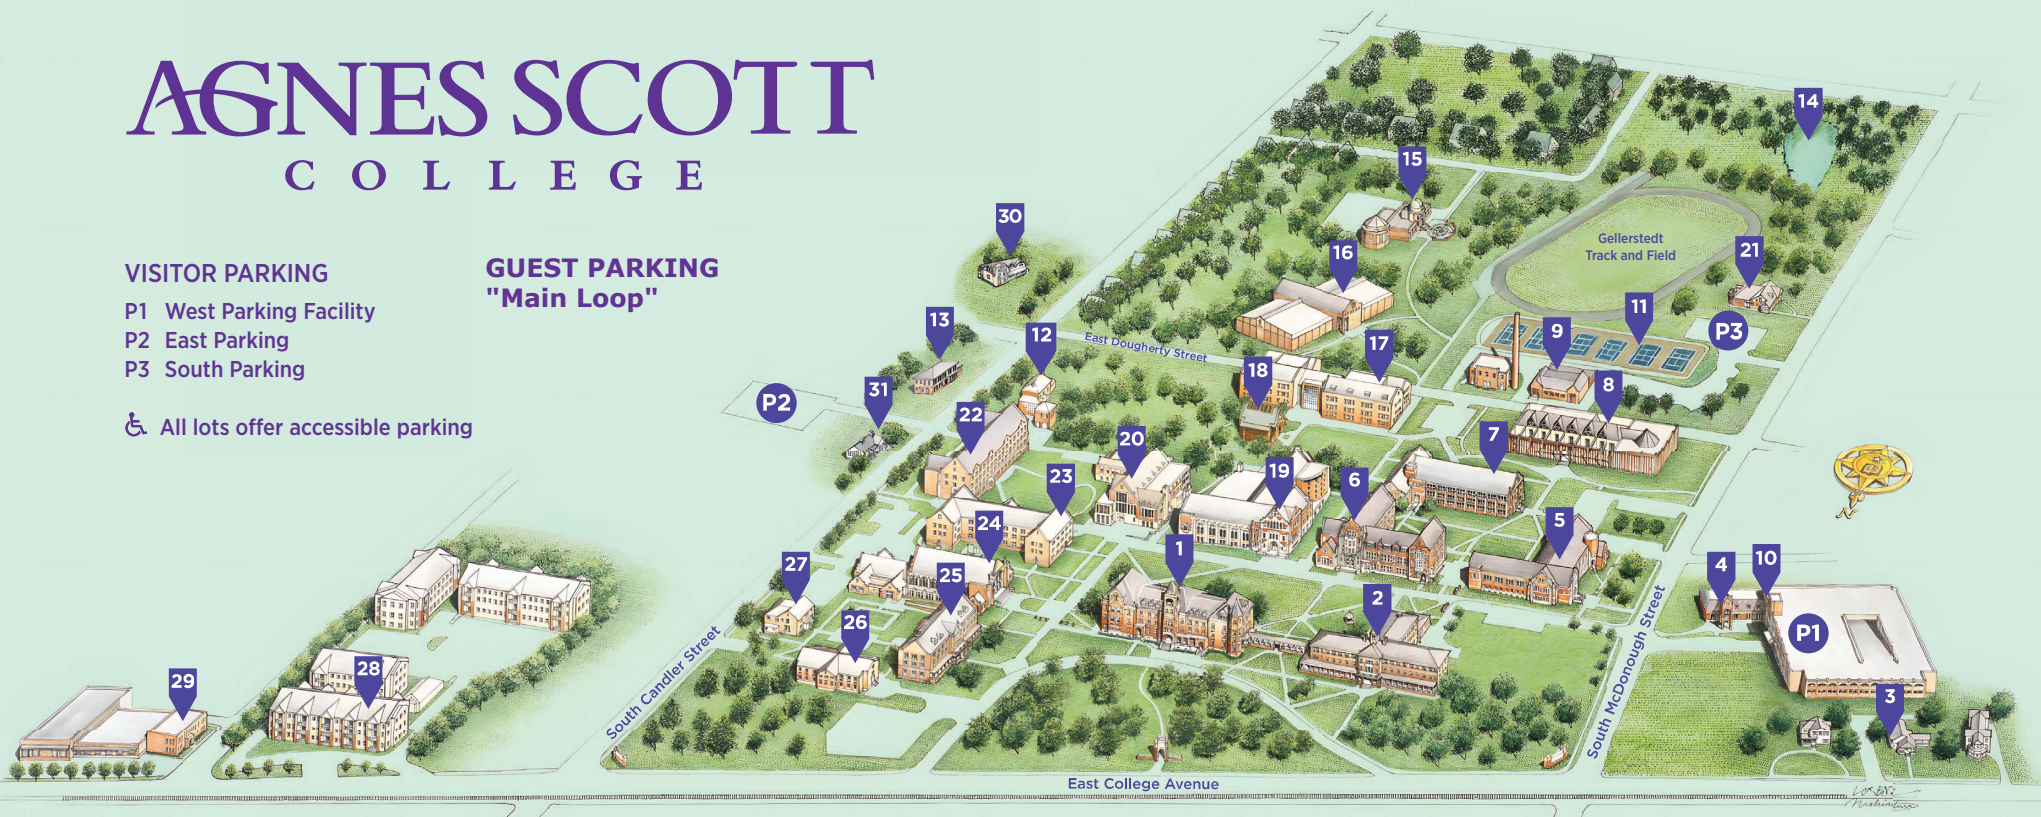 AGNES SCOTT
COLLEGE
VISITOR PARKING
P1 West Parking Facility
P2 East Parking
P3 South Parking
All lots offer accessible parking
GUEST PARKING
"Main Loop"
14
15
30
Gellerstedt
Track and Field
16
21
11
P3
13
12
East Dougherty Street
9
17
18
8
31
P2
22
7
20
23
19
6
24
5
1
4
10
27
25
2
26
P1
28
29
3
South Candler Street
South McDonough Street
East College Avenue
N